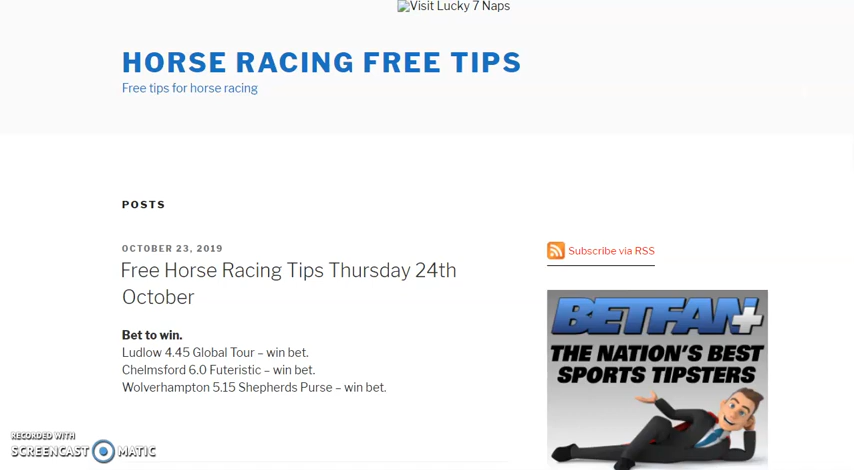 Visit Lucky 7 Naps
HORSE RACING FREE TIPS
Free tips for horse racing
POSTS
OCTOBER 23, 2019
Free Horse Racing Tips Thursday 24th
October
Bet to win.
Ludlow 4.45 Global Tour – win bet.
Chelmsford 6.0 Futeristic – win bet.
Wolverhampton 5.15 Shepherds Purse – win bet.
Subscribe via RSS
BETFAN+
THE NATION'S BEST
SPORTS TIPSTERS
RECORDED WITH
SCREENCAST MATIC